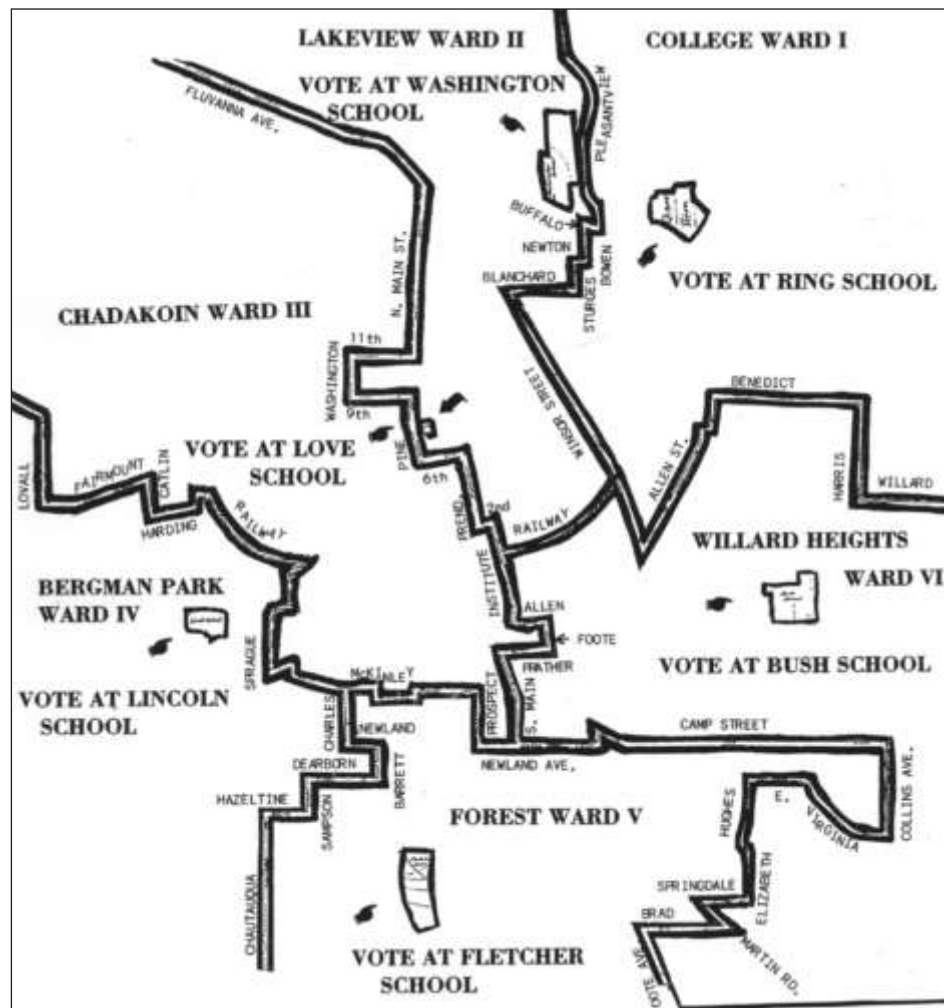 LAKEVIEW WARD II
COLLEGE WARD I
VOTE AT WASHINGTON
SCHOOL
FLUVANNA AVE.
PLEASANTVIEW
BUFFALO
NEWTON
BLANCHARD
STURGES
BOWEN
VOTE AT RING SCHOOL
N. MAIN ST.
CHADAKOIN WARD III
11th
WASHINGTON
9th
WINSOR STREET
BENEDICT
VOTE AT LOVE
SCHOOL
PINE
6th
ALLEN ST.
HARRIS
WILLARD
LOVALL
FAIRMOUNT
CATLIN
HARDING
RAILWAY
PREND.
2nd
RAILWAY
INSTITUTE
WILLARD HEIGHTS
WARD VI
BERGMAN PARK
WARD IV
ALLEN
FOOTE
PRATHER
SPRAGUE
McKINLEY
VOTE AT BUSH SCHOOL
VOTE AT LINCOLN
SCHOOL
CHARLES
NEWLAND
PROSPECT
S. MAIN
CAMP STREET
NEWLAND AVE.
DEARBORN
BARRETT
HAZELTINE
SAMPSON
COLLINS AVE.
HUGHES
E.
VIRGINIA
FOREST WARD V
CHAUTAUQUA
SPRINGDALE
ELIZABETH
BRAD
MARTIN RD.
OOTE AVE
VOTE AT FLETCHER
SCHOOL